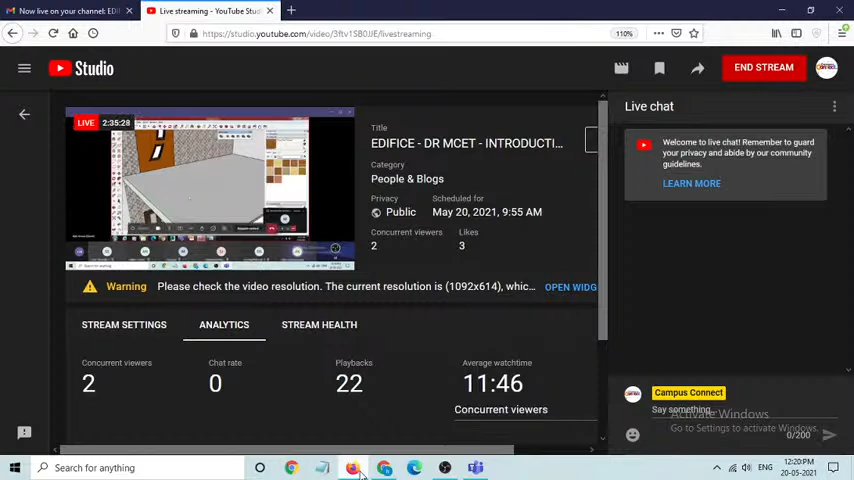 Now live on your channel: EDI
Live streaming - YouTube Stud
https://studio.youtube.com/video/3ftv1SB0JJE/livestreaming
110%
Studio
END STREAM
LIVE 2:35:28
Title
EDIFICE - DR MCET - INTRODUCTI...
Category
People & Blogs
Privacy
Scheduled for
Public
May 20, 2021, 9:55 AM
Concurrent viewers
Likes
2
3
Warning Please check the video resolution. The current resolution is (1092x614), whic...
OPEN WIDG
STREAM SETTINGS
ANALYTICS
STREAM HEALTH
Concurrent viewers
Chat rate
Playbacks
Average watchtime
2
0
22
11:46
Concurrent viewers
Live chat
Welcome to live chat! Remember to guard
your privacy and abide by our community
guidelines.
LEARN MORE
Campus Connect
Say something...
0/200
Activate Windows
Go to Settings to activate Windows.
Search for anything
ENG
12:20:PM
20-05-2021